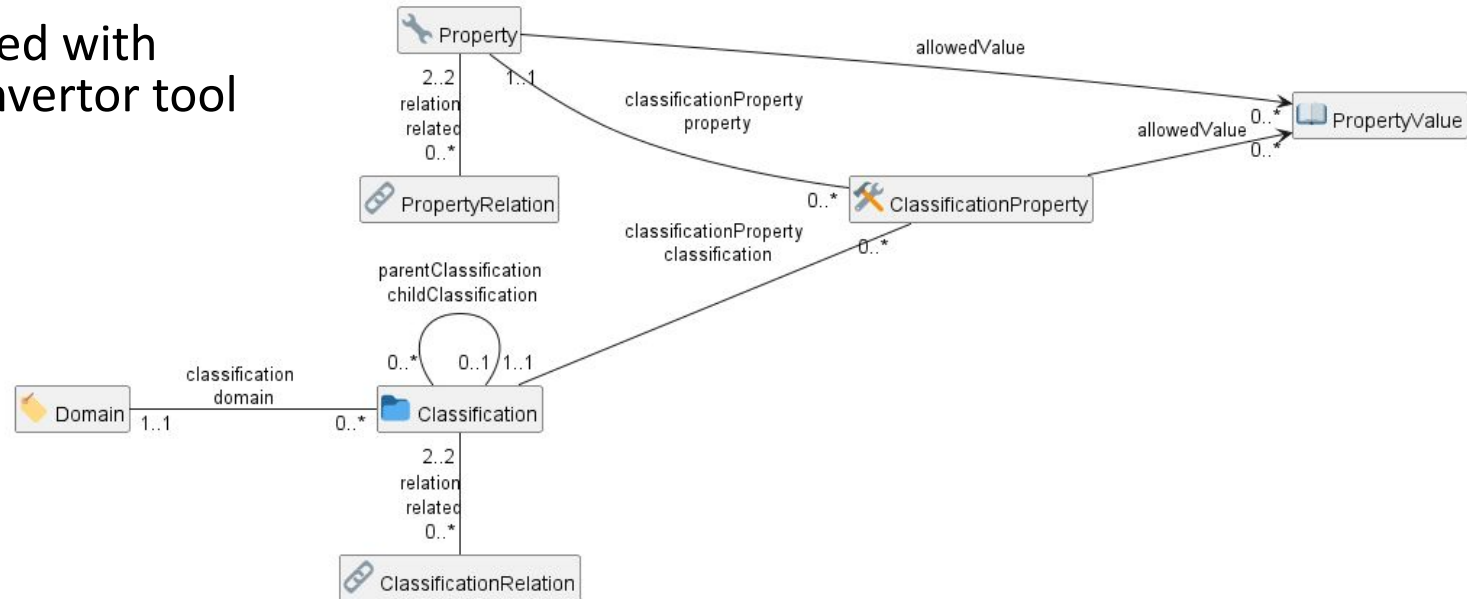 ed with
nvertor tool
Property
allowedValue
2..2
1..1
relation
related
0..*
classificationProperty
property
0..*
PropertyValue
allowedValue
0..*
PropertyRelation
0..*
ClassificationProperty
classificationProperty
classification
0..*
parentClassification
childClassification
0..*
0..1
1..1
classification
domain
Domain
1..1
0..*
Classification
2..2
relation
related
0..*
ClassificationRelation